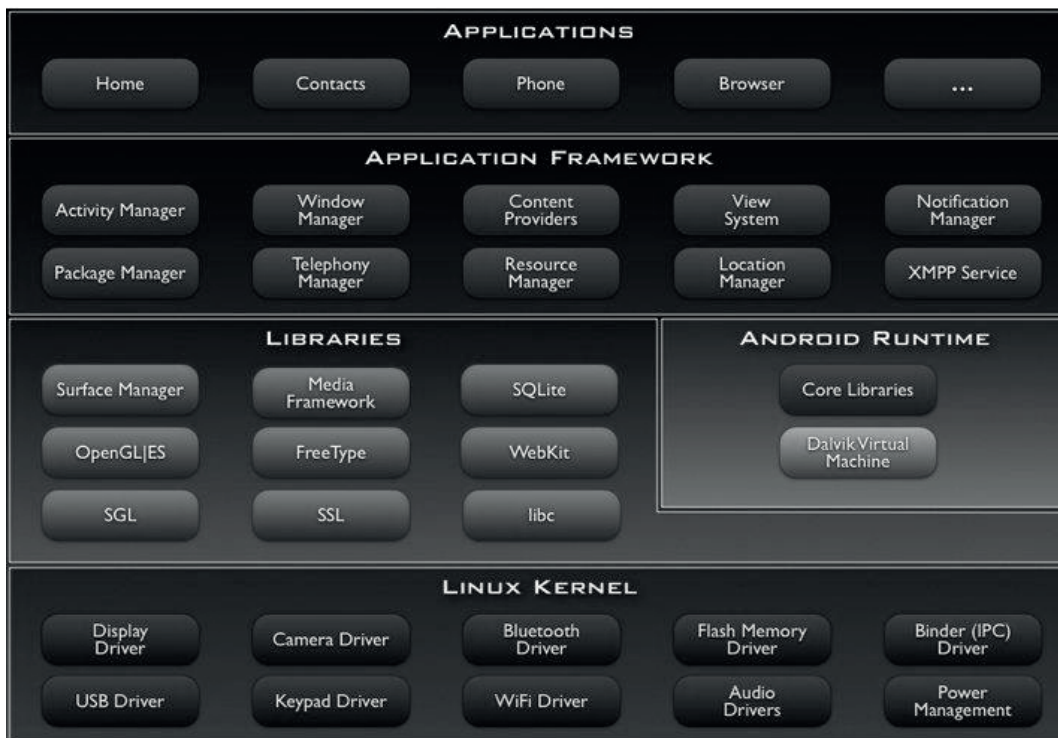 APPLICATIONS
Home
Contacts
Phone
Browser
...
APPLICATION FRAMEWORK
Activity Manager
Window
Manager
Content
Providers
View
System
Notification
Manager
Package Manager
Telephony
Manager
Resource
Manager
Location
Manager
XMPP Service
LIBRARIES
Surface Manager
Media
Framework
SQLite
OpenGL|ES
FreeType
WebKit
SGL
SSL
libc
ANDROID RUNTIME
Core Libraries
Dalvik Virtual
Machine
LINUX KERNEL
Display
Driver
Camera Driver
Bluetooth
Driver
Flash Memory
Driver
Binder (IPC)
Driver
USB Driver
Keypad Driver
WiFi Driver
Audio
Drivers
Power
Management